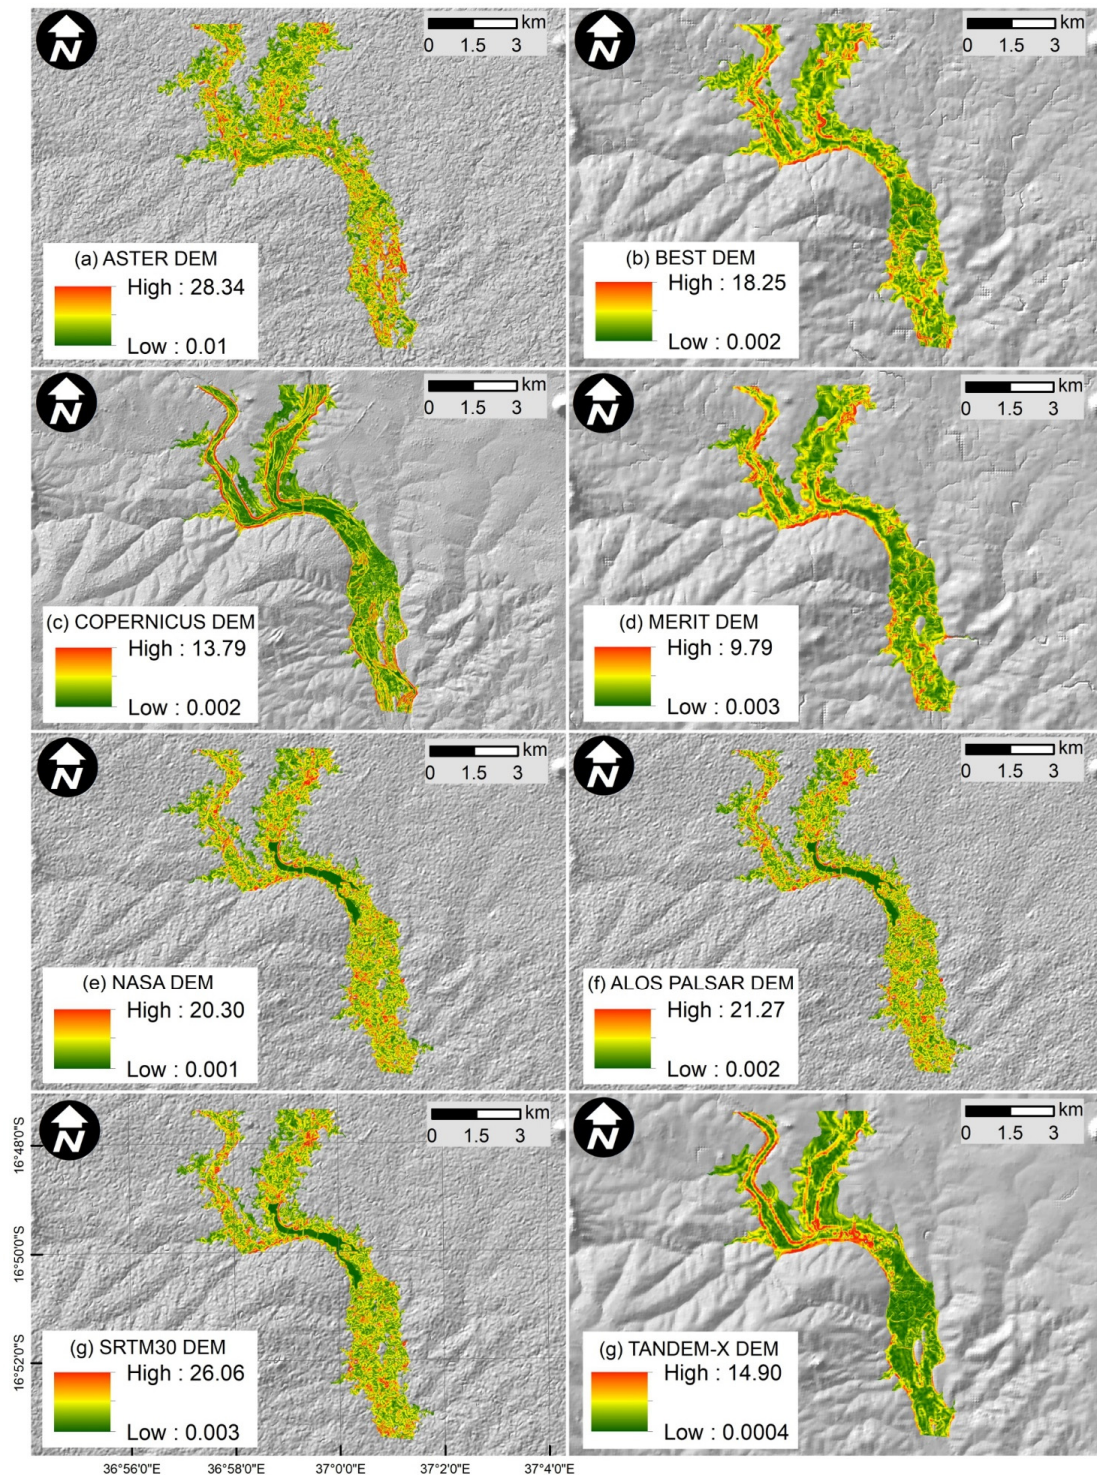 N
km
0 1.5 3
(a) ASTER DEM
High : 28.34
Low : 0.01
N
km
0 1.5 3
(b) BEST DEM
High : 18.25
Low : 0.002
N
km
0 1.5 3
(c) COPERNICUS DEM
High : 13.79
Low : 0.002
N
km
0 1.5 3
(d) MERIT DEM
High : 9.79
Low : 0.003
N
km
0 1.5 3
(e) NASA DEM
High : 20.30
Low : 0.001
N
km
0 1.5 3
(f) ALOS PALSAR DEM
High : 21.27
Low : 0.002
N
km
0 1.5 3
(g) SRTM30 DEM
High : 26.06
Low : 0.003
16°48'0"S
16°50'0"S
16°52'0"S
36°56'0"E 36°58'0"E 37°0'0"E 37°2'0"E 37°4'0"E
N
km
0 1.5 3
(g) TANDEM-X DEM
High : 14.90
Low : 0.0004